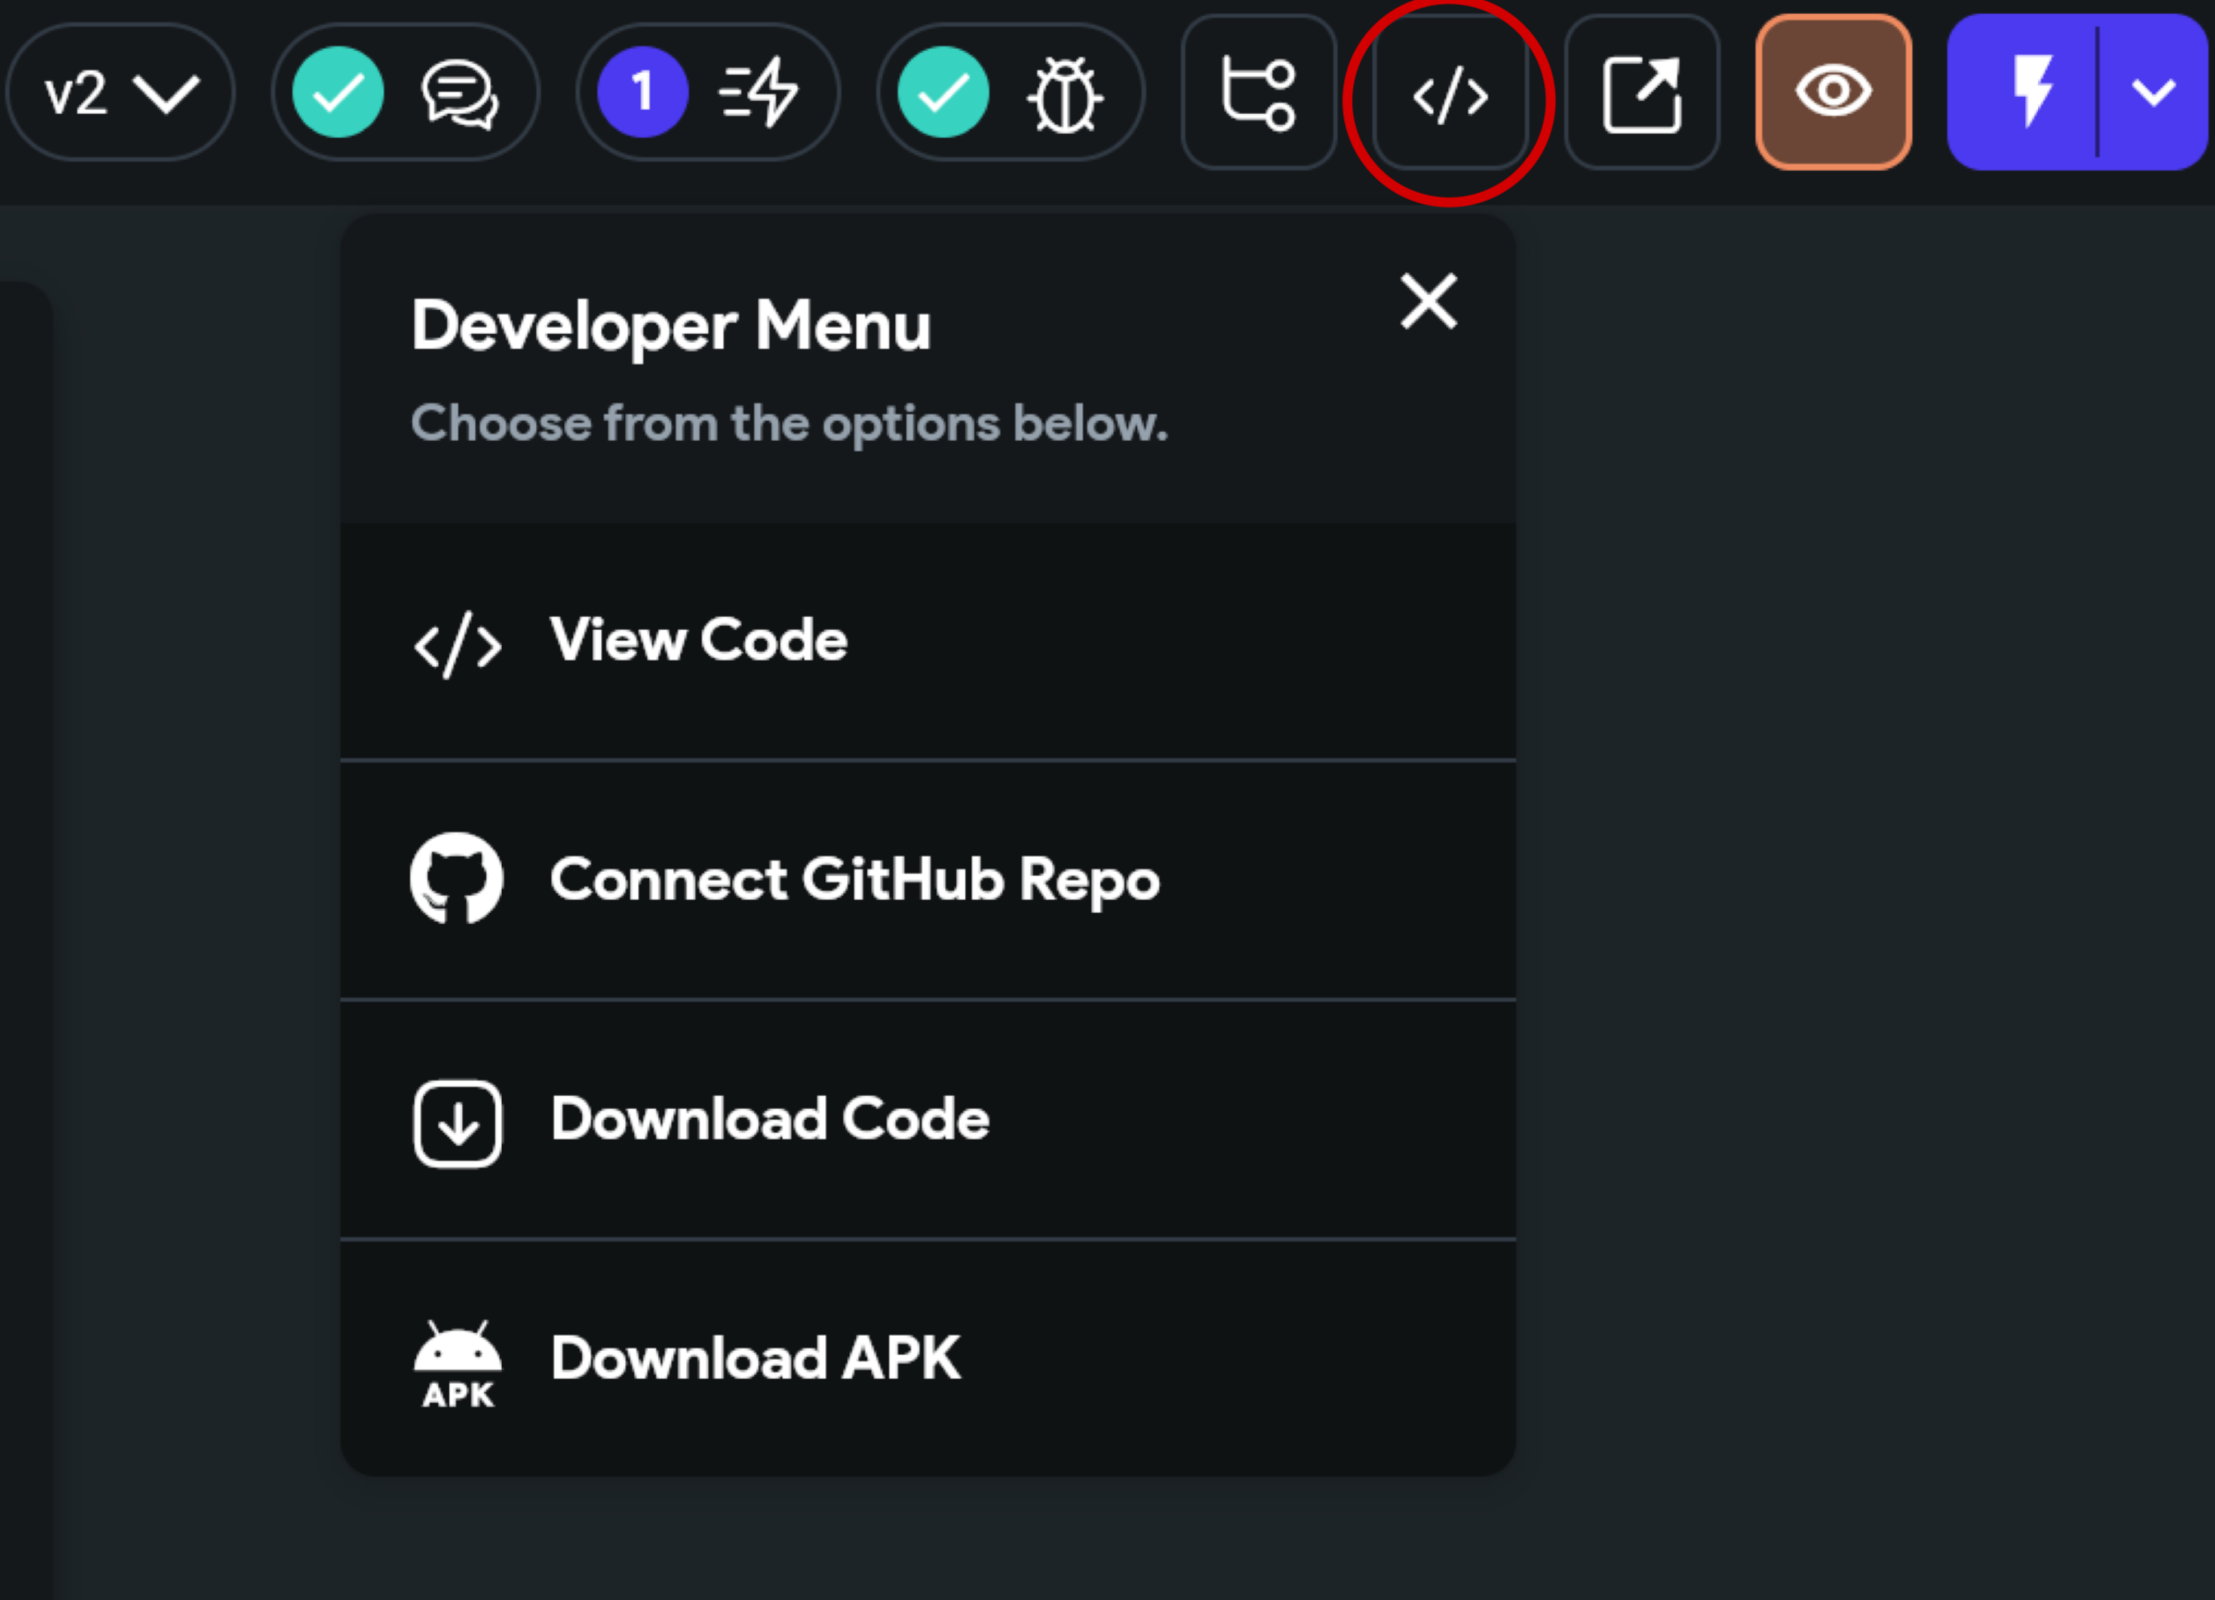 v2
1
Developer Menu
Choose from the options below.
View Code
Connect GitHub Repo
Download Code
Download APK
APK